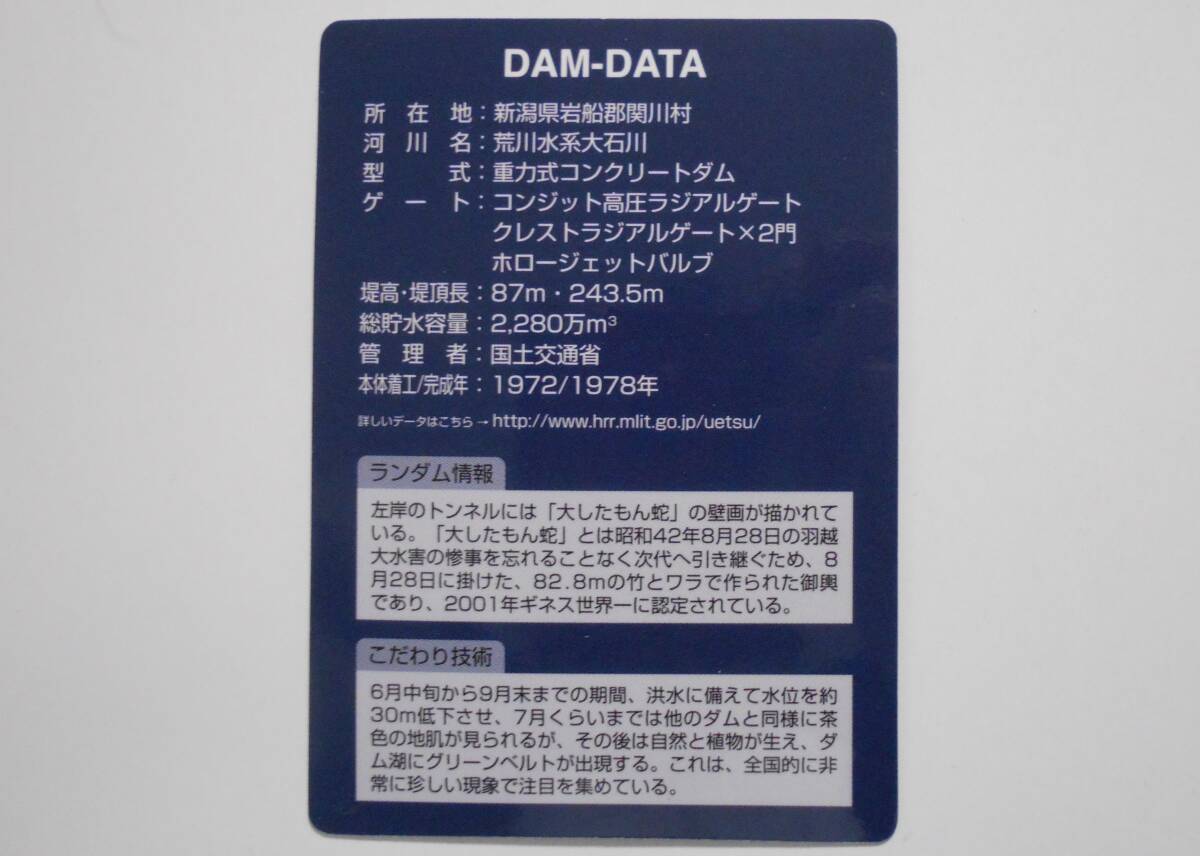 DAM-DATA
所在地：新潟県岩船郡関川村
河川名：荒川水系大石川
型式：重力式コンクリートダム
ゲート：コンジット高圧ラジアルゲート
クレストラジアルゲート×2門
ホロージェットバルブ
堤高・堤頂長：87m・243.5m
総貯水容量：2,280万m³
管理者：国土交通省
本体着工/完成年：1972/1978年
詳しいデータはこちら→http://www.hrr.mlit.go.jp/uetsu/
ランダム情報
左岸のトンネルには「大したもん蛇」の壁画が描かれて
いる。「大したもん蛇」とは昭和42年8月28日の羽越
大水害の惨事を忘れることなく次代へ引き継ぐため、8
月28日に掛けた、82.8mの竹とワラで作られた御輿
であり、2001年ギネス世界一に認定されている。
こだわり技術
6月中旬から9月末までの期間、洪水に備えて水位を約
30m低下させ、7月くらいまでは他のダムと同様に茶
色の地肌が見られるが、その後は自然と植物が生え、ダ
ム湖にグリーンベルトが出現する。これは、全国的に非
常に珍しい現象で注目を集めている。